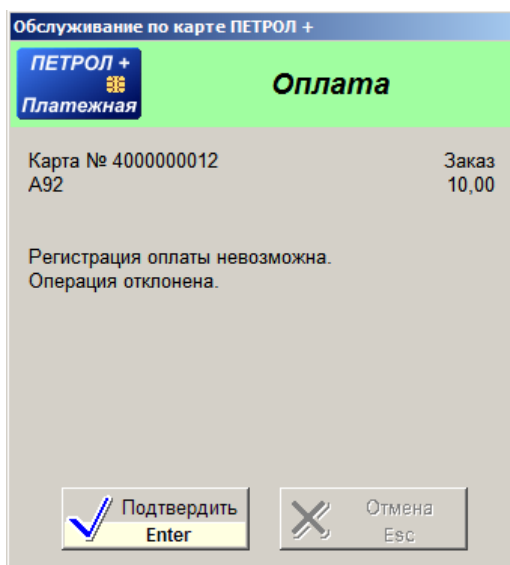 Обслуживание по карте ПЕТРОЛ +
ПЕТРОЛ +
Платежная
Оплата
Карта № 4000000012 Заказ
А92 10,00
Регистрация оплаты невозможна.
Операция отклонена.
Подтвердить
Enter
Отмена
Esc